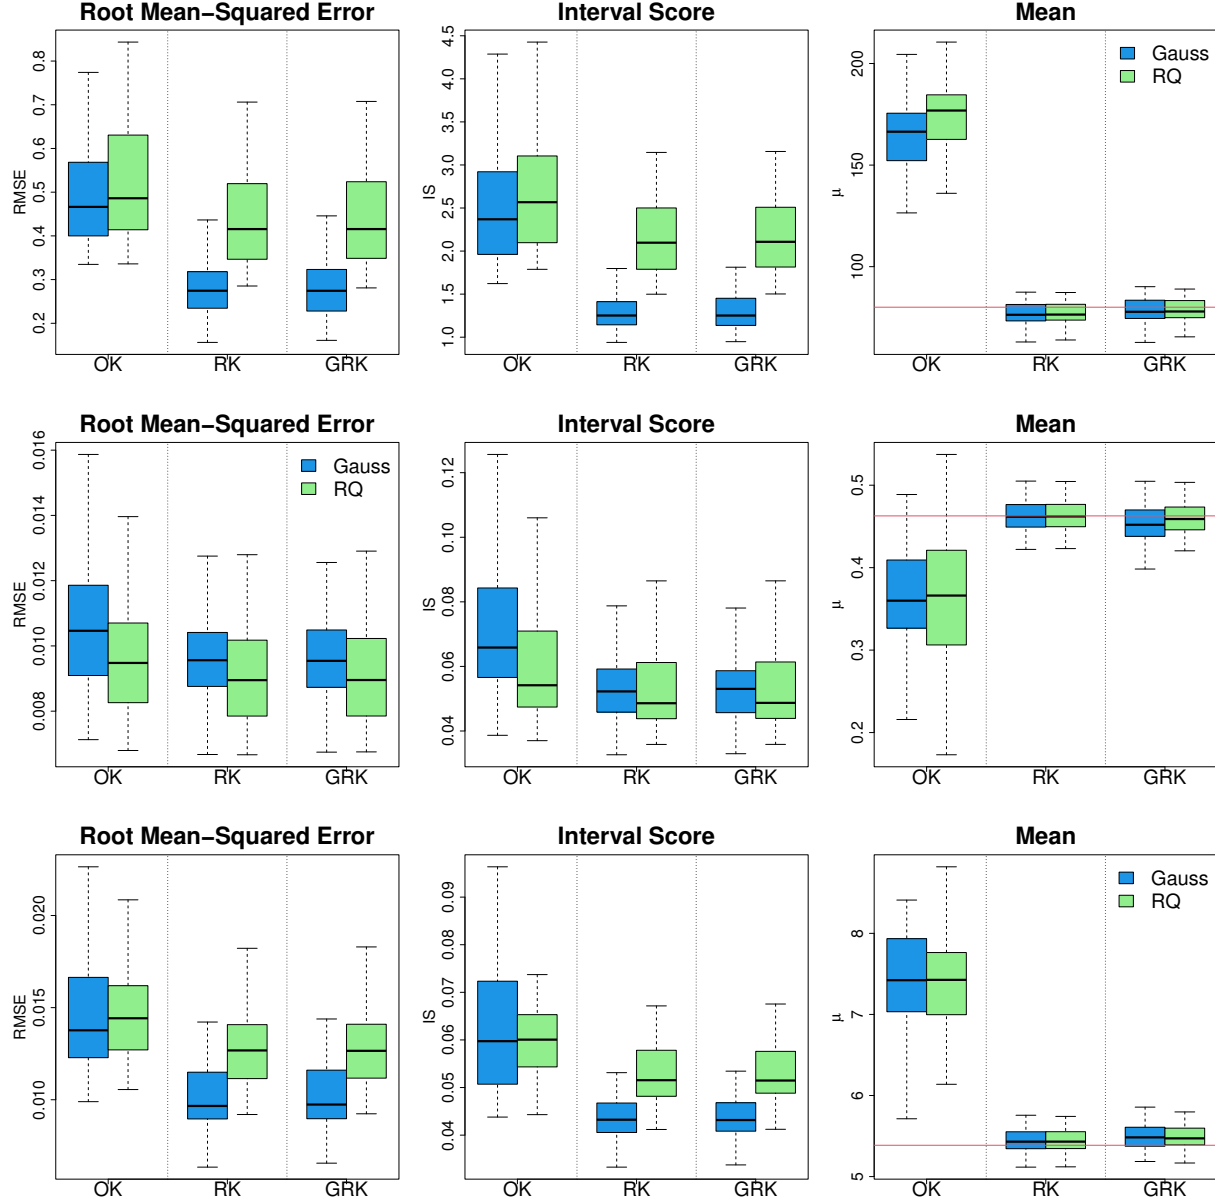 Root Mean−Squared Error
RMSE
0.2 0.3 0.4 0.5 0.6 0.7 0.8
OK RK GRK
Interval Score
IS
1.0 1.5 2.0 2.5 3.0 3.5 4.0 4.5
OK RK GRK
Mean
μ
100 150 200
Gauss
RQ
OK RK GRK
Root Mean−Squared Error
RMSE
0.008 0.010 0.012 0.014 0.016
Gauss
RQ
OK RK GRK
Interval Score
IS
0.04 0.06 0.08 0.10 0.12
OK RK GRK
Mean
μ
0.2 0.3 0.4 0.5
OK RK GRK
Root Mean−Squared Error
RMSE
0.010 0.015 0.020
OK RK GRK
Interval Score
IS
0.04 0.05 0.06 0.07 0.08 0.09
OK RK GRK
Mean
μ
5 6 7 8
Gauss
RQ
OK RK GRK